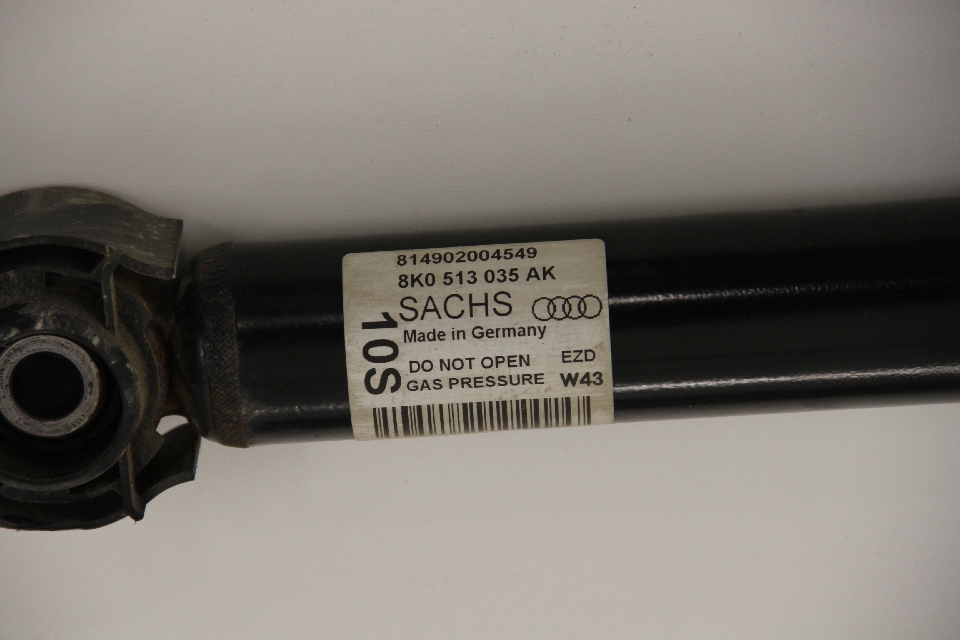 814902004549
8K0 513 035 AK
SACHS
Made in Germany
10S
DO NOT OPEN EZD
GAS PRESSURE W43